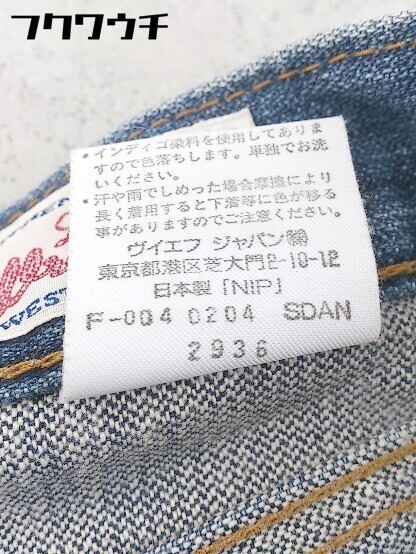 フクワウチ
・インディゴ染料を使用してありま
すので色落ちします。単独でお洗
いください。
・汗や雨でしめった場合摩擦により
長く着用すると下着等に色が移る
事がありますのでご注意ください。
ヴイエフ ジャパン㈱
東京都港区芝大門2-10-12
日本製 [NIP]
F-004 0204 SDAN
2936
WEST